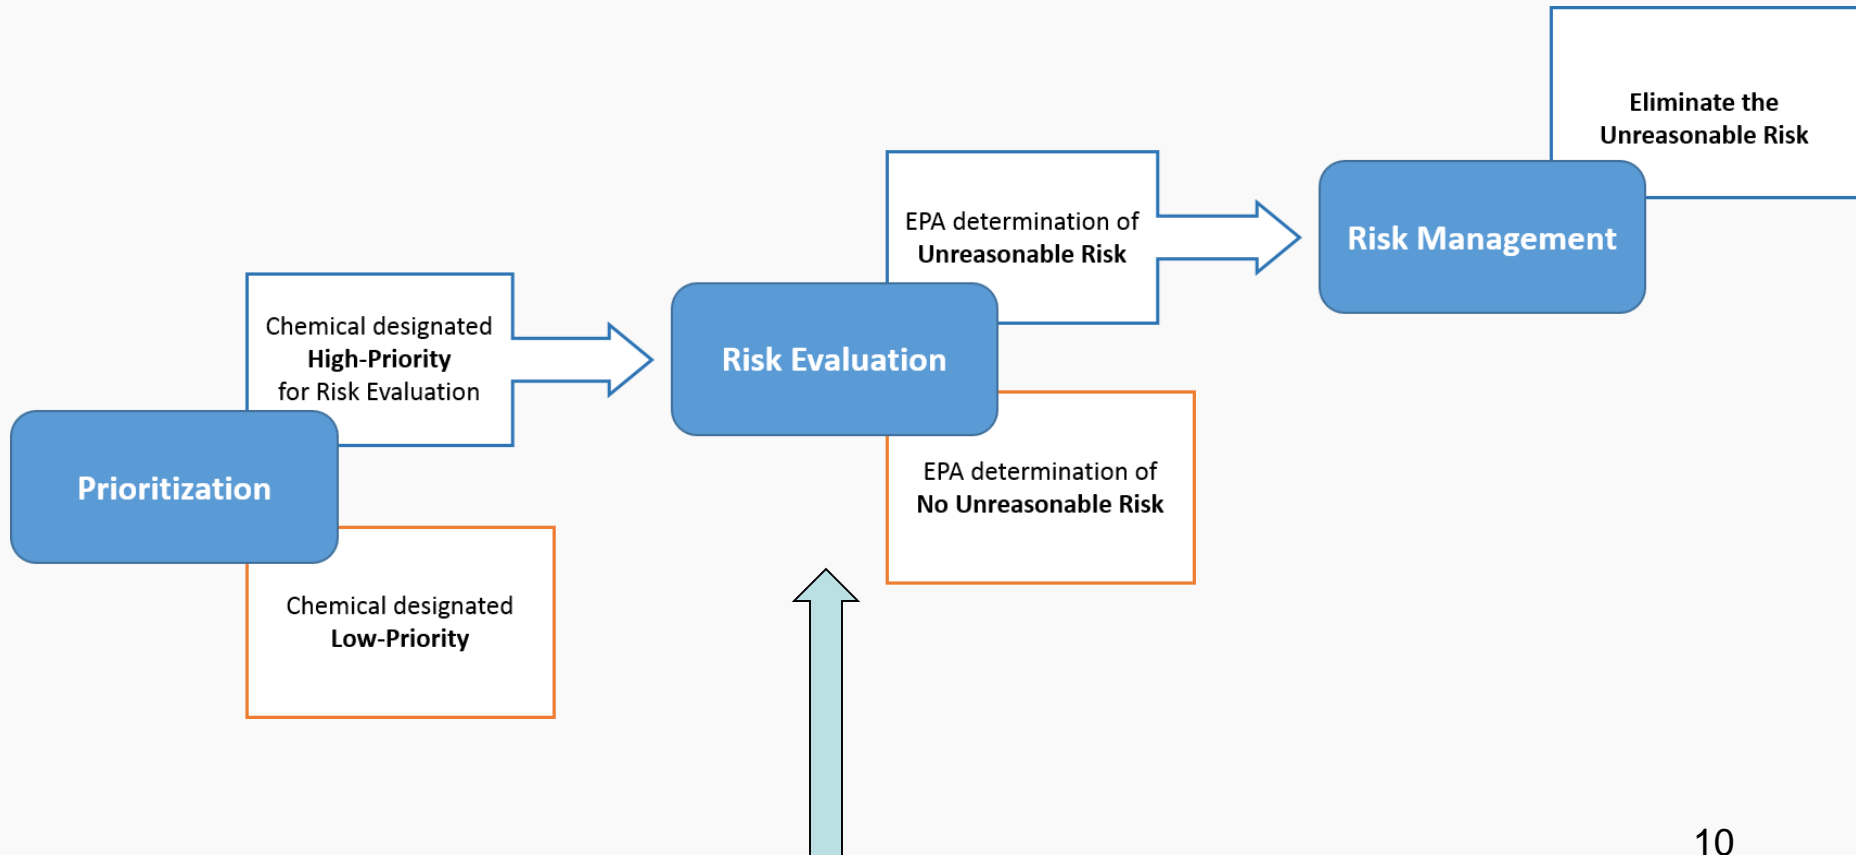 Prioritization
Chemical designated
High-Priority
for Risk Evaluation
Chemical designated
Low-Priority
Risk Evaluation
EPA determination of
Unreasonable Risk
EPA determination of
No Unreasonable Risk
Risk Management
Eliminate the
Unreasonable Risk
10